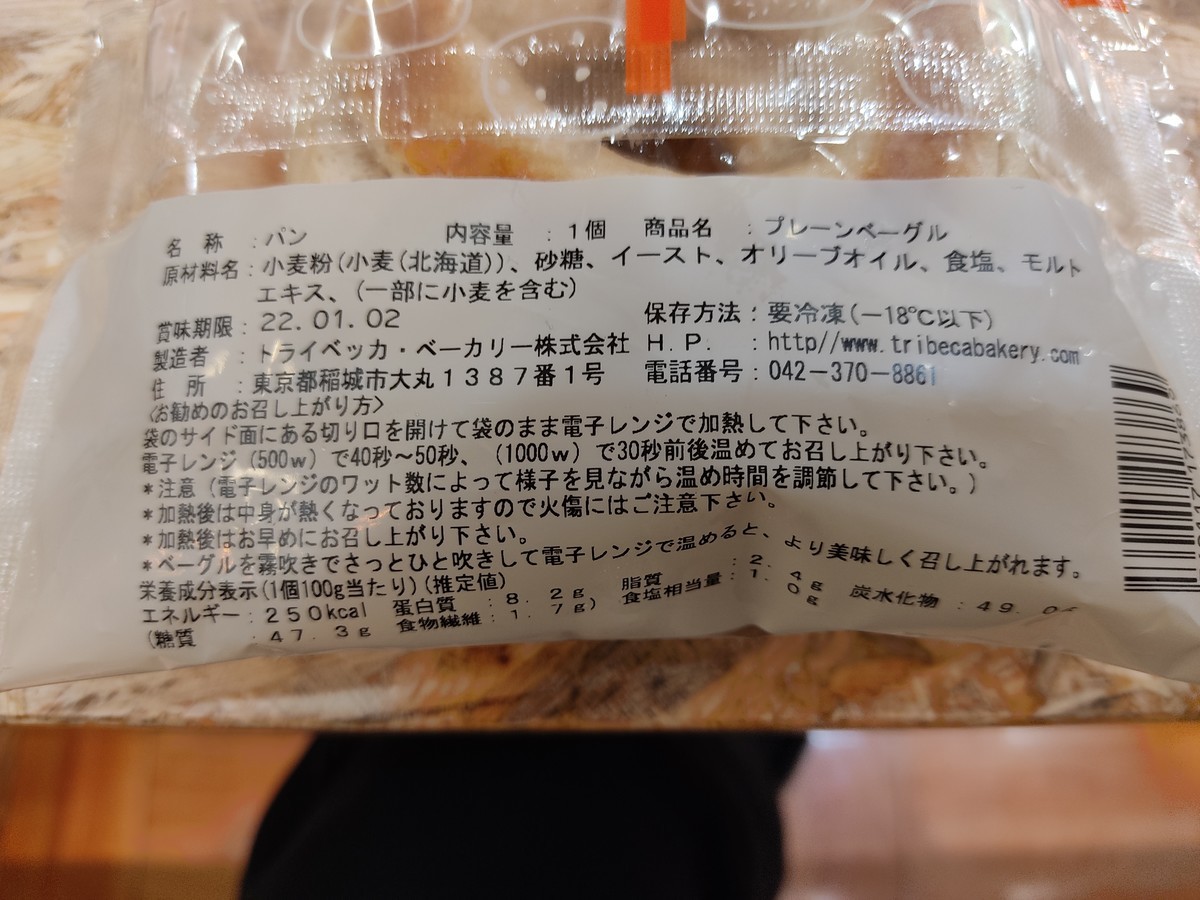 名 称 : パン 内容量 : 1個 商品名 : プレーンベーグル
原材料名 : 小麦粉(小麦(北海道))、砂糖、イースト、オリーブオイル、食塩、モルト
エキス、(一部に小麦を含む)
賞味期限 : 22.01.02 保存方法 : 要冷凍(－18℃以下)
製造者 : トライベッカ・ベーカリー株式会社 H.P. : http//www.tribecabakery.com
住 所 : 東京都稲城市大丸1387番1号 電話番号 : 042－370－8861
〈お勧めのお召し上がり方〉
袋のサイド面にある切り口を開けて袋のまま電子レンジで加熱して下さい。
電子レンジ(500w)で40秒～50秒、(1000w)で30秒前後温めてお召し上がり下さい。
*注意(電子レンジのワット数によって様子を見ながら温め時間を調節して下さい。)
*加熱後は中身が熱くなっておりますので火傷にはご注意下さい。
*加熱後はお早めにお召し上がり下さい。
*ベーグルを霧吹きでさっとひと吹きして電子レンジで温めると、より美味しく召し上がれます。
栄養成分表示(1個100g当たり)(推定値)
エネルギー : 250kcal 蛋白質 : 8.2g 脂質 : 2.4g 炭水化物 : 49.0g
(糖質 : 47.3g 食物繊維 : 1.7g) 食塩相当量 : 1.0g